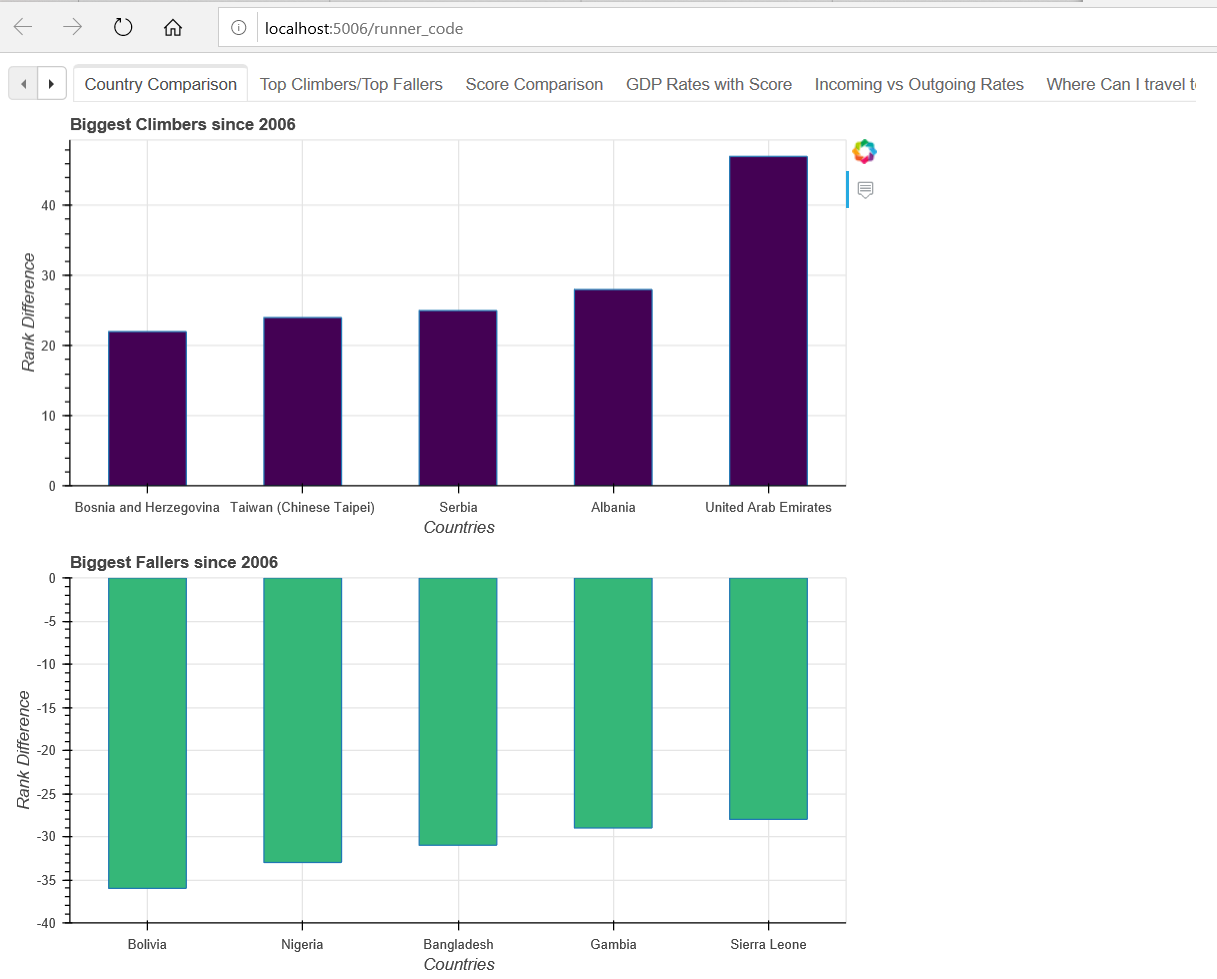 localhost:5006/runner_code
Country Comparison Top Climbers/Top Fallers Score Comparison GDP Rates with Score Incoming vs Outgoing Rates Where Can I travel t
Biggest Climbers since 2006
Rank Difference
40
30
20
10
0
Bosnia and Herzegovina Taiwan (Chinese Taipei) Serbia Albania United Arab Emirates
Countries
Biggest Fallers since 2006
Rank Difference
0
-5
-10
-15
-20
-25
-30
-35
-40
Bolivia Nigeria Bangladesh Gambia Sierra Leone
Countries